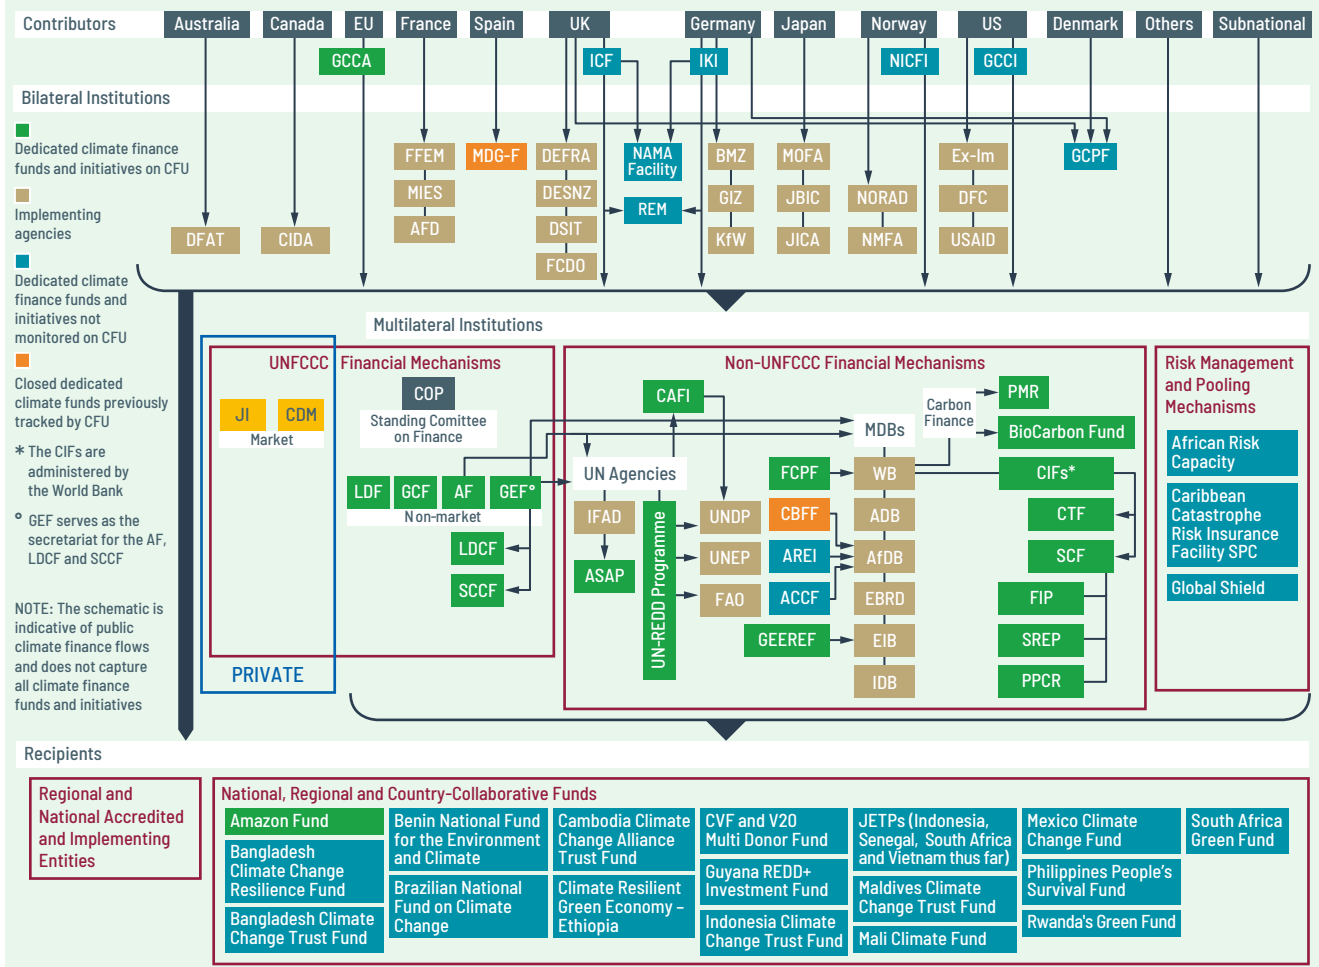 Contributors
Australia
Canada
EU
France
Spain
UK
Germany
Japan
Norway
US
Denmark
Others
Subnational
GCCA
ICF
IKI
NICFI
GCCI
Bilateral Institutions
Dedicated climate finance
funds and initiatives on CFU
Implementing
agencies
Dedicated climate
finance funds and
initiatives not
monitored on CFU
Closed dedicated
climate funds previously
tracked by CFU
* The CIFs are
administered by
the World Bank
° GEF serves as the
secretariat for the AF,
LDCF and SCCF
NOTE: The schematic is
indicative of public
climate finance flows
and does not capture
all climate finance
funds and initiatives
DFAT
CIDA
FFEM
MIES
AFD
MDG-F
DEFRA
DESNZ
DSIT
FCDO
NAMA
Facility
REM
BMZ
GIZ
KfW
MOFA
JBIC
JICA
NORAD
NMFA
Ex-Im
DFC
USAID
GCPF
Multilateral Institutions
UNFCCC Financial Mechanisms
JI
CDM
Market
COP
Standing Comittee
on Finance
LDF
GCF
AF
GEF°
Non-market
LDCF
SCCF
PRIVATE
Non-UNFCCC Financial Mechanisms
CAFI
UN Agencies
IFAD
ASAP
UN-REDD Programme
UNDP
UNEP
FAO
FCPF
CBFF
AREI
ACCF
GEEREF
MDBs
WB
ADB
AfDB
EBRD
EIB
IDB
Carbon
Finance
PMR
BioCarbon Fund
CIFs*
CTF
SCF
FIP
SREP
PPCR
Risk Management
and Pooling
Mechanisms
African Risk
Capacity
Caribbean
Catastrophe
Risk Insurance
Facility SPC
Global Shield
Recipients
Regional and
National Accredited
and Implementing
Entities
National, Regional and Country-Collaborative Funds
Amazon Fund
Bangladesh
Climate Change
Resilience Fund
Bangladesh Climate
Change Trust Fund
Benin National Fund
for the Environment
and Climate
Brazilian National
Fund on Climate
Change
Cambodia Climate
Change Alliance
Trust Fund
Climate Resilient
Green Economy –
Ethiopia
CVF and V20
Multi Donor Fund
Guyana REDD+
Investment Fund
Indonesia Climate
Change Trust Fund
JETPs (Indonesia,
Senegal, South Africa
and Vietnam thus far)
Maldives Climate
Change Trust Fund
Mali Climate Fund
Mexico Climate
Change Fund
Philippines People's
Survival Fund
Rwanda's Green Fund
South Africa
Green Fund